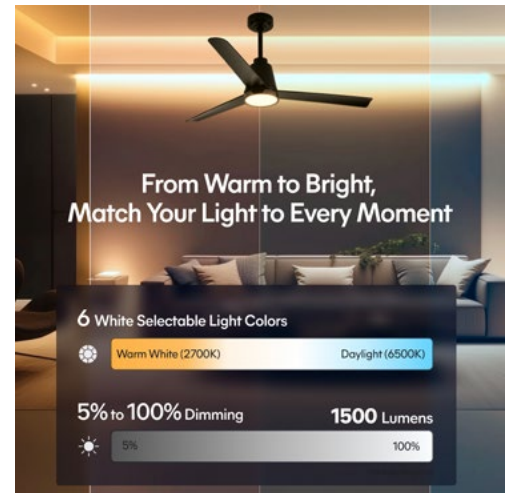 From Warm to Bright,
Match Your Light to Every Moment
6 White Selectable Light Colors
Warm White (2700K) Daylight (6500K)
5% to 100% Dimming 1500 Lumens
5% 100%